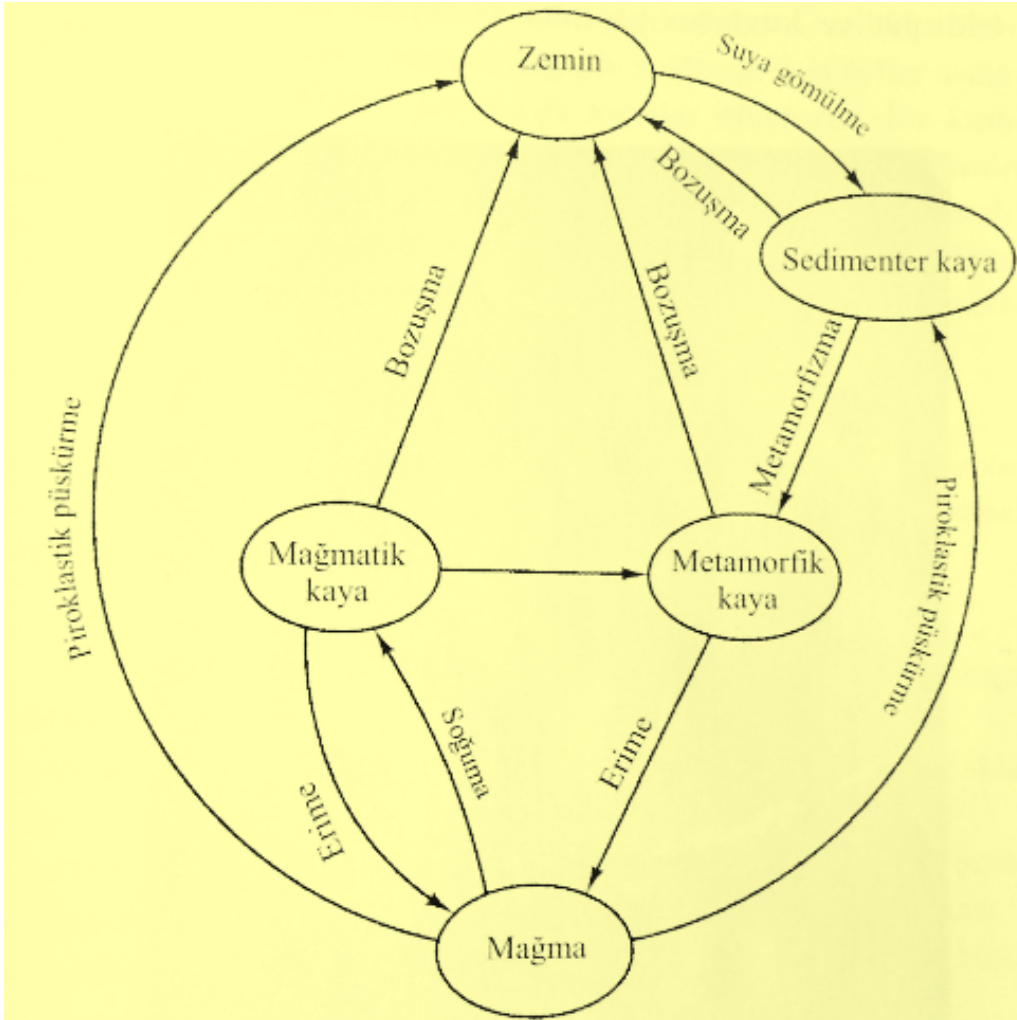 Zemin
Suya gömülme
Bozuşma
Sedimenter kaya
Bozuşma
Bozuşma
Metamorfizma
Piroklastik püskürme
Mağmatik
kaya
Metamorfik
kaya
Piroklastik püskürme
Erime
Soğuma
Erime
Mağma